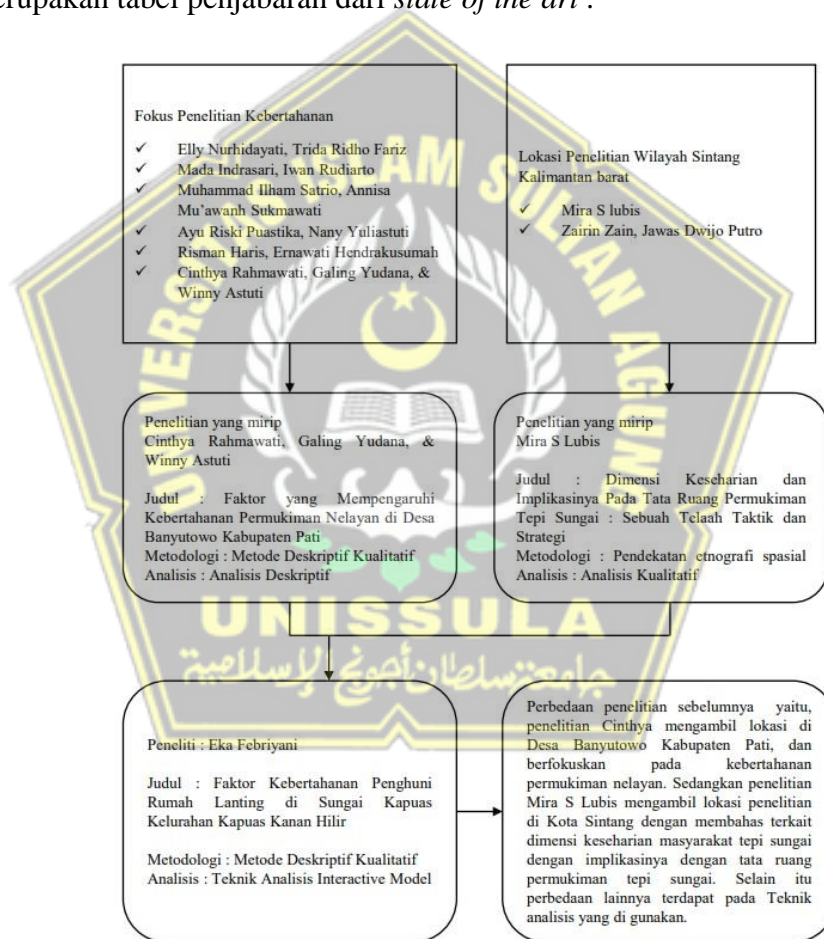 erupakan tabel penjabaran dari state of the art :
Fokus Penelitian Kebertahanan
✓ Elly Nurhidayati, Trida Ridho Fariz
✓ Mada Indrasari, Iwan Rudiarto
✓ Muhammad Ilham Satrio, Annisa
Mu'awanh Sukmawati
✓ Ayu Riski Puastika, Nany Yuliastuti
✓ Risman Haris, Ernawati Hendrakusumah
✓ Cinthya Rahmawati, Galing Yudana, &
Winny Astuti
Lokasi Penelitian Wilayah Sintang
Kalimantan barat
✓ Mira S lubis
✓ Zairin Zain, Jawas Dwijo Putro
Penelitian yang mirip
Cinthya Rahmawati, Galing Yudana, &
Winny Astuti
Judul : Faktor yang Mempengaruhi
Kebertahanan Permukiman Nelayan di Desa
Banyutowo Kabupaten Pati
Metodologi : Metode Deskriptif Kualitatif
Analisis : Analisis Deskriptif
Penelitian yang mirip
Mira S Lubis
Judul : Dimensi Keseharian dan
Implikasinya Pada Tata Ruang Permukiman
Tepi Sungai : Sebuah Telaah Taktik dan
Strategi
Metodologi : Pendekatan etnografi spasial
Analisis : Analisis Kualitatif
Peneliti : Eka Febriyani
Judul : Faktor Kebertahanan Penghuni
Rumah Lanting di Sungai Kapuas
Kelurahan Kapuas Kanan Hilir
Metodologi : Metode Deskriptif Kualitatif
Analisis : Teknik Analisis Interactive Model
Perbedaan penelitian sebelumnya yaitu,
penelitian Cinthya mengambil lokasi di
Desa Banyutowo Kabupaten Pati, dan
berfokuskan pada kebertahanan
permukiman nelayan. Sedangkan penelitian
Mira S Lubis mengambil lokasi penelitian
di Kota Sintang dengan membahas terkait
dimensi keseharian masyarakat tepi sungai
dengan implikasinya dengan tata ruang
permukiman tepi sungai. Selain itu
perbedaan lainnya terdapat pada Teknik
analisis yang di gunakan.
UNIVERSITAS ISLAM SULTAN AGUNG
UNISSULA
جامعة سلطان أجونج الإسلامية